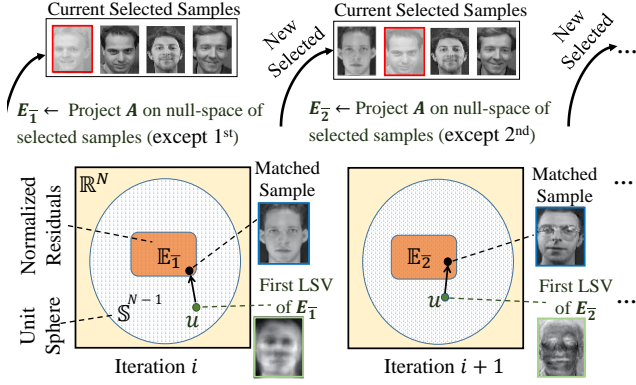 Current Selected Samples
Current Selected Samples
New Selected
New Selected
...
E_1̅ ← Project A on null-space of
selected samples (except 1st)
E_2̅ ← Project A on null-space of
selected samples (except 2nd)
Normalized
Residuals
Unit
Sphere
ℝ^N
𝔼_1̅
𝕊^{N−1}
u
Matched
Sample
First LSV
of E_1̅
Iteration i
𝔼_2̅
u
Matched
Sample
First LSV
of E_2̅
Iteration i + 1
...
...